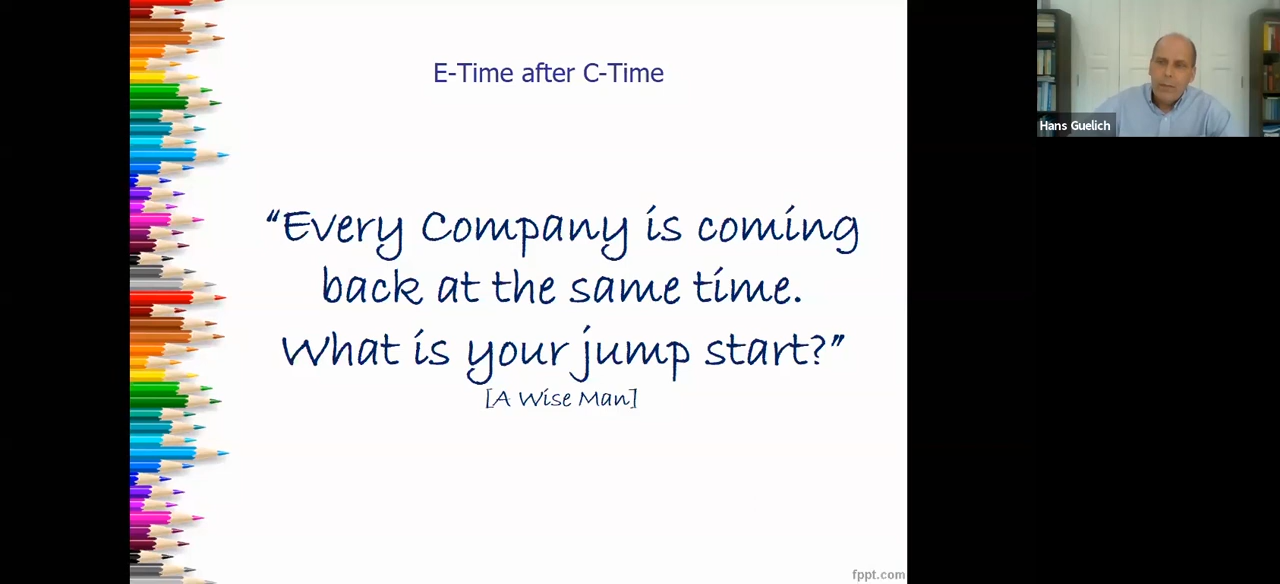 E-Time after C-Time
“Every Company is coming
back at the same time.
What is your jump start?”
[A Wise Man]
fppt.com
Hans Guelich